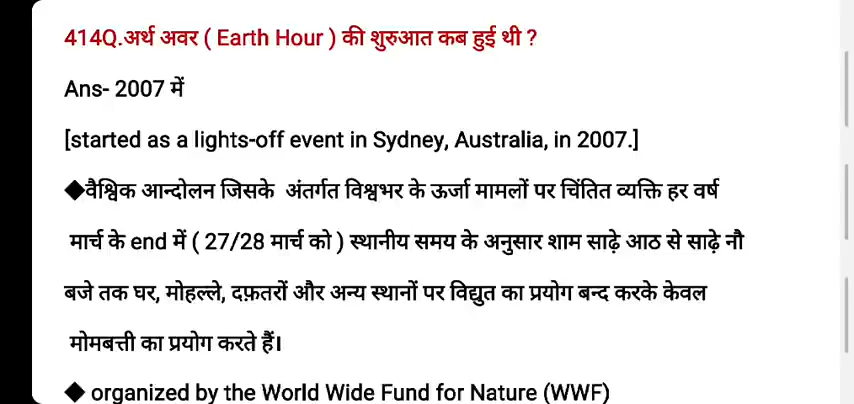 414Q.अर्थ अवर ( Earth Hour ) की शुरुआत कब हुई थी ?
Ans- 2007 में
[started as a lights-off event in Sydney, Australia, in 2007.]
◆वैश्विक आन्दोलन जिसके अंतर्गत विश्वभर के ऊर्जा मामलों पर चिंतित व्यक्ति हर वर्ष
मार्च के end में ( 27/28 मार्च को ) स्थानीय समय के अनुसार शाम साढ़े आठ से साढ़े नौ
बजे तक घर, मोहल्ले, दफ़तरों और अन्य स्थानों पर विद्युत का प्रयोग बन्द करके केवल
मोमबत्ती का प्रयोग करते हैं।
◆ organized by the World Wide Fund for Nature (WWF)